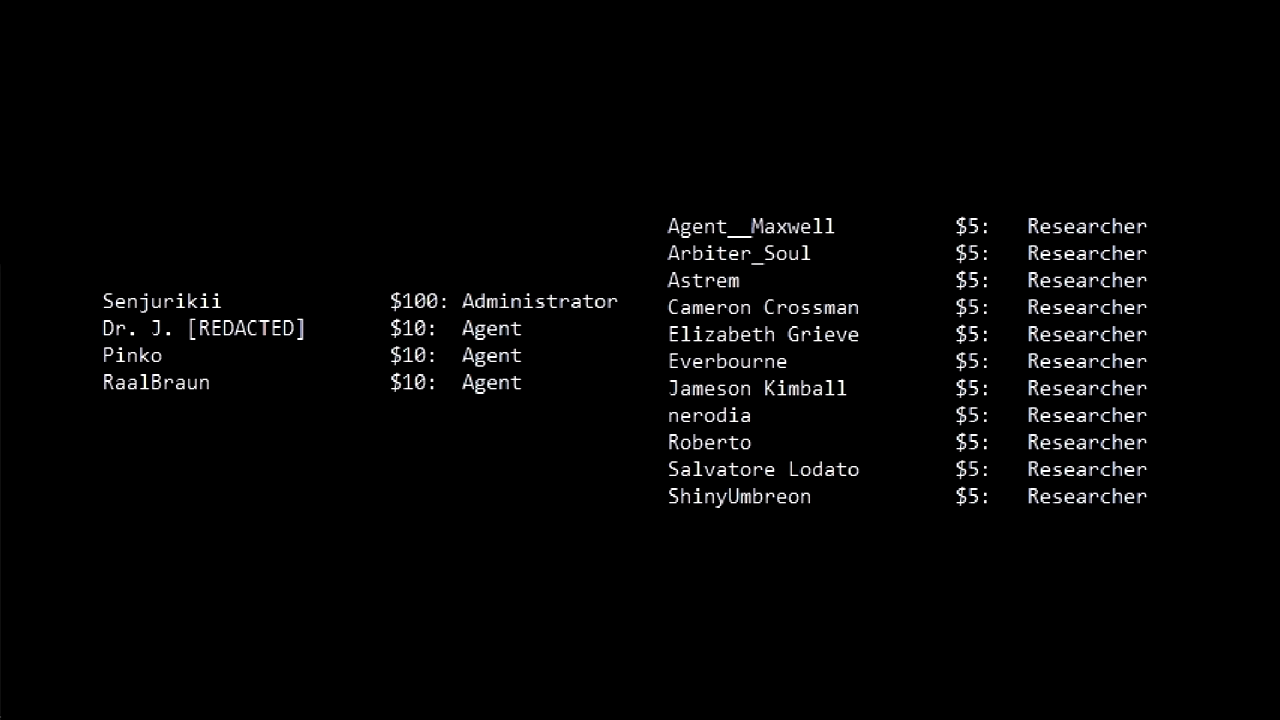 Senjurikii $100: Administrator
Dr. J. [REDACTED] $10: Agent
Pinko $10: Agent
RaalBraun $10: Agent
Agent__Maxwell $5: Researcher
Arbiter_Soul $5: Researcher
Astrem $5: Researcher
Cameron Crossman $5: Researcher
Elizabeth Grieve $5: Researcher
Everbourne $5: Researcher
Jameson Kimball $5: Researcher
nerodia $5: Researcher
Roberto $5: Researcher
Salvatore Lodato $5: Researcher
ShinyUmbreon $5: Researcher